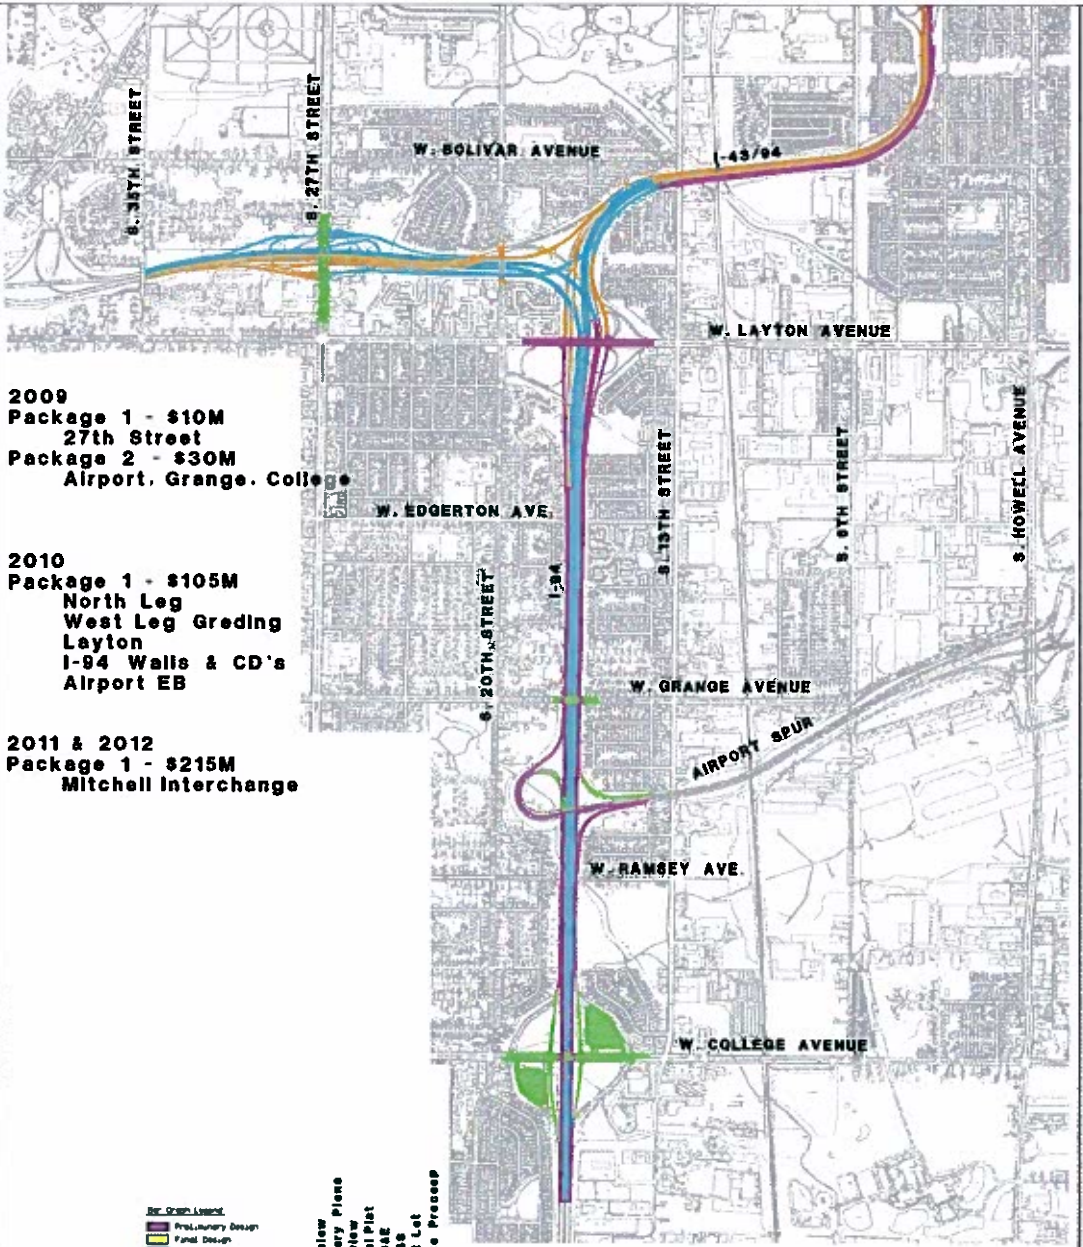 S. 35TH STREET
S. 27TH STREET
W. BOLIVAR AVENUE
I-43/94
W. LAYTON AVENUE
2009
Package 1 - $10M
27th Street
Package 2 - $30M
Airport, Grange, College
W. EDGERTON AVE.
S. 13TH STREET
S. 6TH STREET
S. HOWELL AVENUE
2010
Package 1 - $105M
North Leg
West Leg Greding
Layton
I-94 Walls & CD's
Airport EB
I-94
S. 20TH STREET
W. GRANGE AVENUE
2011 & 2012
Package 1 - $215M
Mitchell Interchange
AIRPORT SPUR
W. RAMSEY AVE.
W. COLLEGE AVENUE
Bar Graph Legend
Preliminary Design
Final Design